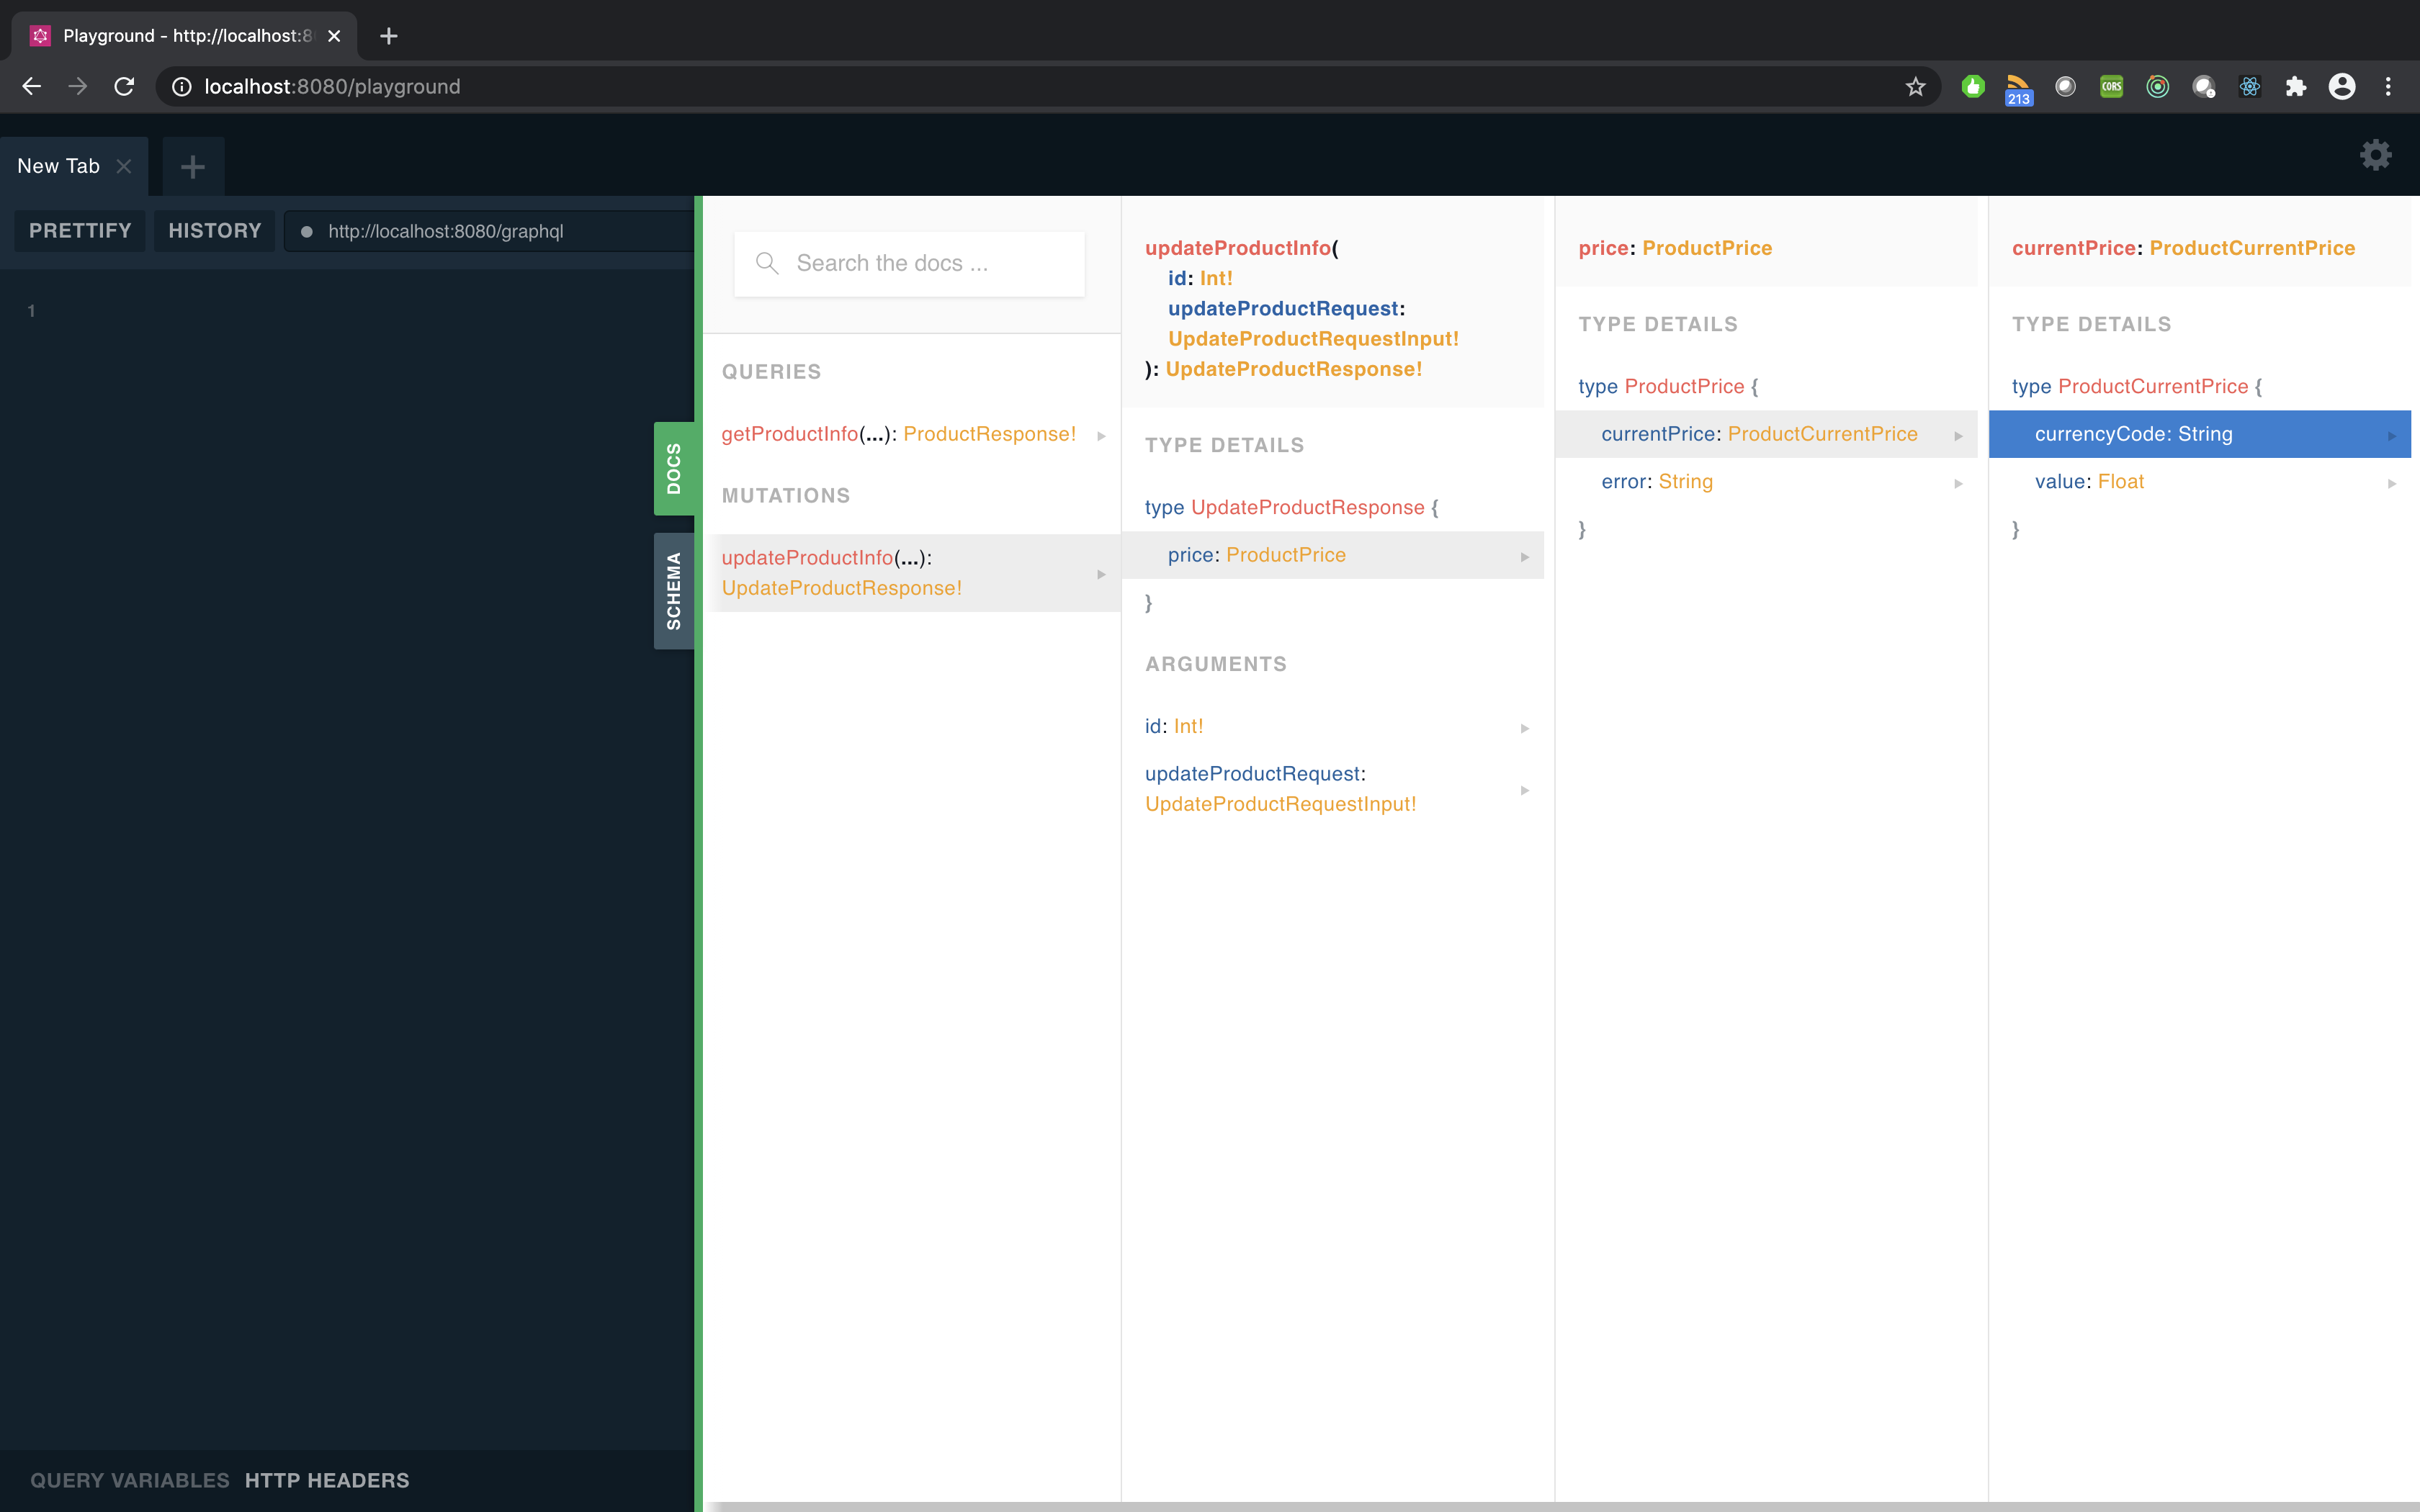 Playground - http://localhost:8
localhost:8080/playground
CORS
213
New Tab
PRETTIFY
HISTORY
http://localhost:8080/graphql
1
DOCS
SCHEMA
Search the docs ...
QUERIES
getProductInfo(...): ProductResponse!
MUTATIONS
updateProductInfo(...):
UpdateProductResponse!
updateProductInfo(
id: Int!
updateProductRequest:
UpdateProductRequestInput!
): UpdateProductResponse!
TYPE DETAILS
type UpdateProductResponse {
price: ProductPrice
}
ARGUMENTS
id: Int!
updateProductRequest:
UpdateProductRequestInput!
price: ProductPrice
TYPE DETAILS
type ProductPrice {
currentPrice: ProductCurrentPrice
error: String
}
currentPrice: ProductCurrentPrice
TYPE DETAILS
type ProductCurrentPrice {
currencyCode: String
value: Float
}
QUERY VARIABLES
HTTP HEADERS